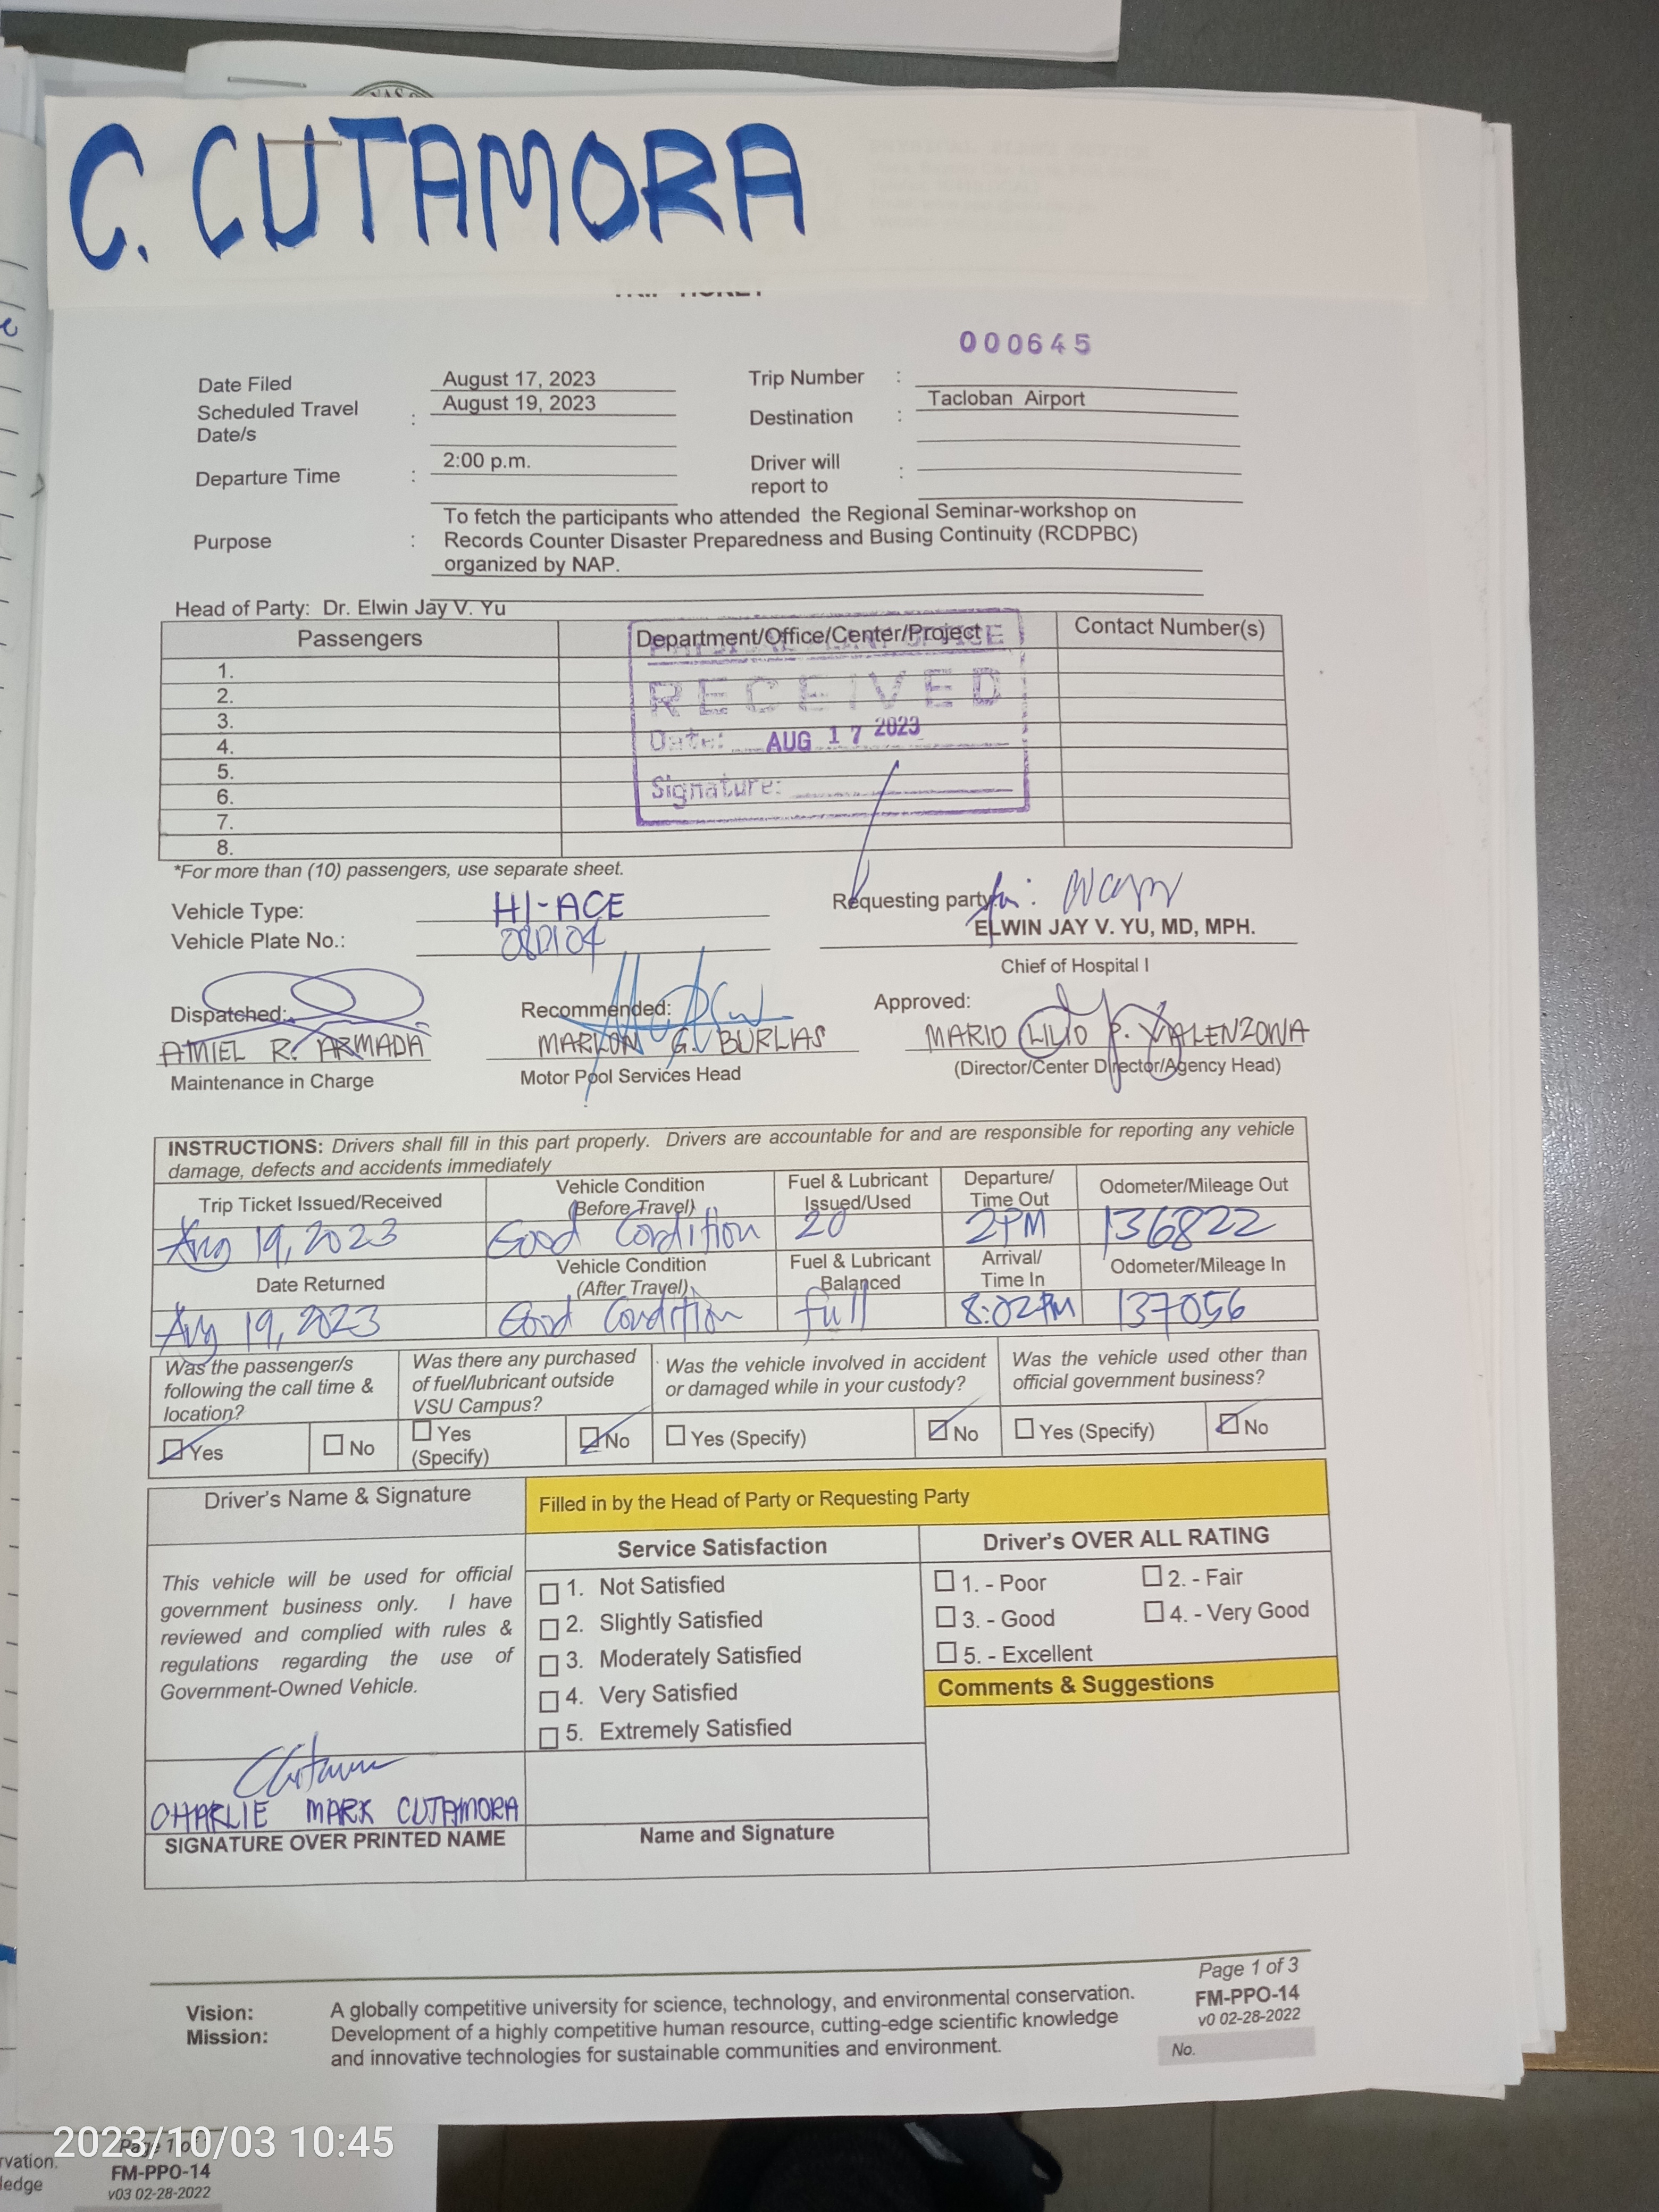 C. CUTAMORA
TRIP TICKET
000645
Date Filed August 17, 2023 Trip Number :
Scheduled Travel Date/s : August 19, 2023 Destination : Tacloban Airport
Departure Time : 2:00 p.m. Driver will report to :
Purpose : To fetch the participants who attended the Regional Seminar-workshop on
Records Counter Disaster Preparedness and Busing Continuity (RCDPBC)
organized by NAP.
Head of Party: Dr. Elwin Jay V. Yu
Passengers Department/Office/Center/Project Contact Number(s)
1.
2.
3.
4.
5.
6.
7.
8.
RECEIVED
Date: AUG 17 2023
Signature:
*For more than (10) passengers, use separate sheet.
Vehicle Type: HI-ACE
Vehicle Plate No.:
Requesting party:
ELWIN JAY V. YU, MD, MPH.
Chief of Hospital I
Dispatched: Recommended: Approved:
AMIEL R. ARMADA MARLON G. BURLAS MARIO LILIO P. VALENZONA
Maintenance in Charge Motor Pool Services Head (Director/Center Director/Agency Head)
INSTRUCTIONS: Drivers shall fill in this part properly. Drivers are accountable for and are responsible for reporting any vehicle
damage, defects and accidents immediately
Trip Ticket Issued/Received Vehicle Condition (Before Travel) Fuel & Lubricant Issued/Used Departure/ Time Out Odometer/Mileage Out
Aug 19, 2023 Good Condition 20 2PM 136822
Date Returned Vehicle Condition (After Travel) Fuel & Lubricant Balanced Arrival/ Time In Odometer/Mileage In
Aug 19, 2023 Good Condition full 8:02PM 137056
Was the passenger/s following the call time & location? Was there any purchased of fuel/lubricant outside VSU Campus? Was the vehicle involved in accident or damaged while in your custody? Was the vehicle used other than official government business?
Yes No Yes (Specify) No Yes (Specify) No Yes (Specify) No
Driver's Name & Signature Filled in by the Head of Party or Requesting Party
Service Satisfaction Driver's OVER ALL RATING
This vehicle will be used for official
government business only. I have
reviewed and complied with rules &
regulations regarding the use of
Government-Owned Vehicle.
1. Not Satisfied
2. Slightly Satisfied
3. Moderately Satisfied
4. Very Satisfied
5. Extremely Satisfied
1. - Poor 2. - Fair
3. - Good 4. - Very Good
5. - Excellent
Comments & Suggestions
CHARLIE MARK CUTAMORA
SIGNATURE OVER PRINTED NAME Name and Signature
Page 1 of 3
FM-PPO-14
v0 02-28-2022
No.
Vision: A globally competitive university for science, technology, and environmental conservation.
Mission: Development of a highly competitive human resource, cutting-edge scientific knowledge
and innovative technologies for sustainable communities and environment.
2023/10/03 10:45
FM-PPO-14
v03 02-28-2022